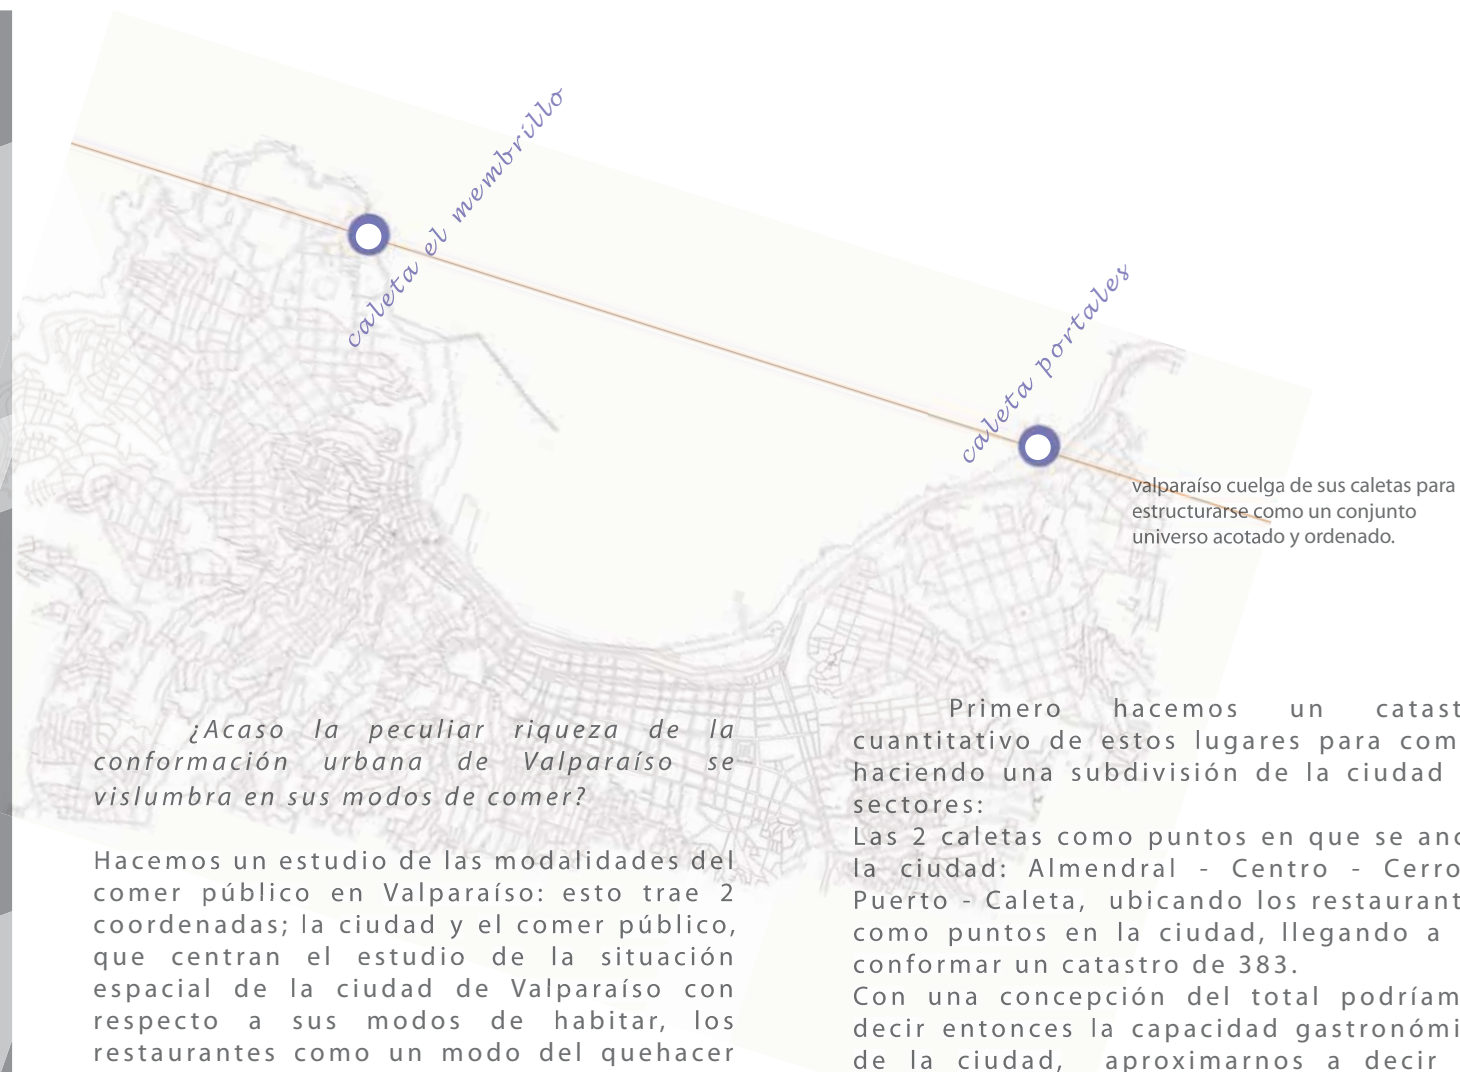 caleta el membrillo
caleta portales
valparaíso cuelga de sus caletas para
estructurarse como un conjunto
universo acotado y ordenado.
¿Acaso la peculiar riqueza de la
conformación urbana de Valparaíso se
vislumbra en sus modos de comer?
Hacemos un estudio de las modalidades del
comer público en Valparaíso: esto trae 2
coordenadas; la ciudad y el comer público,
que centran el estudio de la situación
espacial de la ciudad de Valparaíso con
respecto a sus modos de habitar, los
restaurantes como un modo del quehacer
Primero hacemos un catast
cuantitativo de estos lugares para com
haciendo una subdivisión de la ciudad
sectores:
Las 2 caletas como puntos en que se anc
la ciudad: Almendral - Centro - Cerro
Puerto - Caleta, ubicando los restaurant
como puntos en la ciudad, llegando a
conformar un catastro de 383.
Con una concepción del total podríam
decir entonces la capacidad gastronómi
de la ciudad, aproximarnos a decir